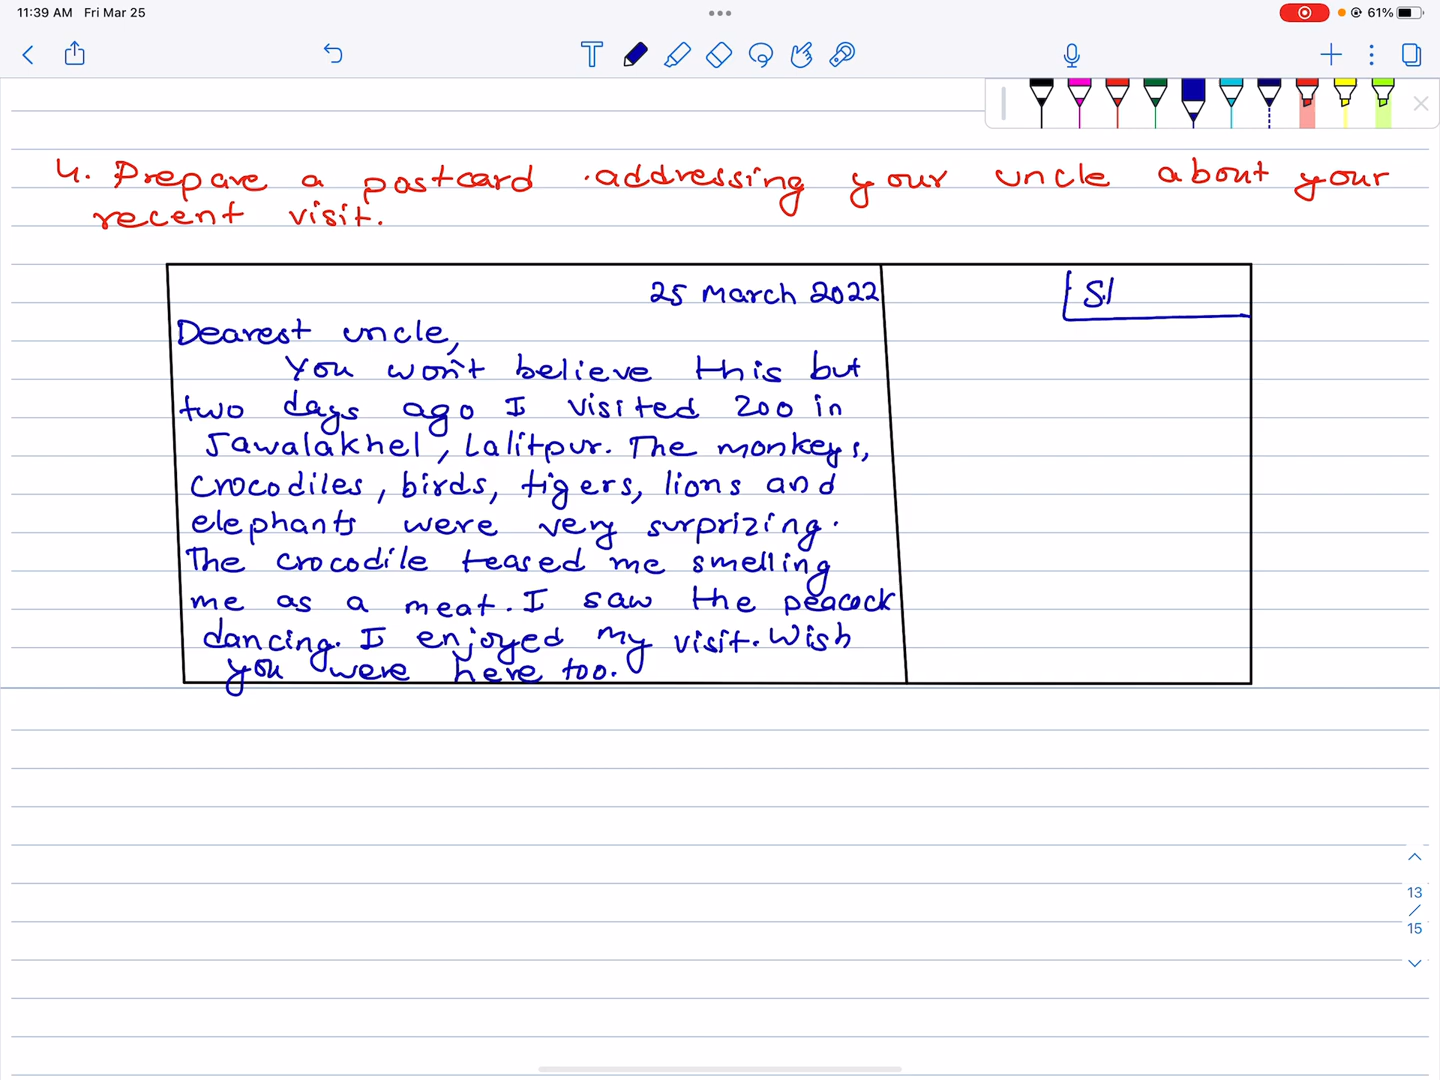 11:39 AM Fri Mar 25
61%
4. Prepare a postcard addressing your uncle about your
recent visit.
25 March 2022
Dearest uncle,
You won't believe this but
two days ago I visited zoo in
Jawalakhel, Lalitpur. The monkeys,
crocodiles, birds, tigers, lions and
elephants were very surprizing.
The crocodile teased me smelling
me as a meat. I saw the peacock
dancing. I enjoyed my visit. Wish
you were here too.
13
/
15